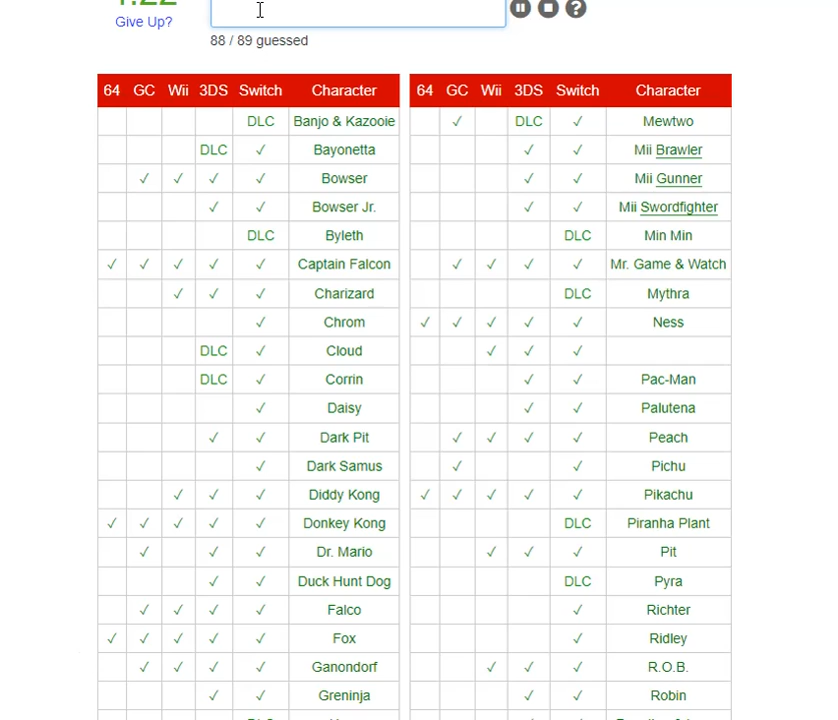 Give Up?
88 / 89 guessed
64 GC Wii 3DS Switch Character
DLC Banjo & Kazooie
DLC ✓ Bayonetta
✓ ✓ ✓ ✓ Bowser
✓ ✓ Bowser Jr.
DLC Byleth
✓ ✓ ✓ ✓ ✓ Captain Falcon
✓ ✓ ✓ Charizard
✓ Chrom
DLC ✓ Cloud
DLC ✓ Corrin
✓ Daisy
✓ ✓ Dark Pit
✓ Dark Samus
✓ ✓ ✓ Diddy Kong
✓ ✓ ✓ ✓ ✓ Donkey Kong
✓ ✓ ✓ Dr. Mario
✓ ✓ Duck Hunt Dog
✓ ✓ ✓ ✓ Falco
✓ ✓ ✓ ✓ ✓ Fox
✓ ✓ ✓ ✓ Ganondorf
✓ ✓ Greninja
64 GC Wii 3DS Switch Character
✓ DLC ✓ Mewtwo
✓ ✓ Mii Brawler
✓ ✓ Mii Gunner
✓ ✓ Mii Swordfighter
DLC Min Min
✓ ✓ ✓ ✓ Mr. Game & Watch
DLC Mythra
✓ ✓ ✓ ✓ ✓ Ness
✓ ✓ ✓
✓ ✓ Pac-Man
✓ ✓ Palutena
✓ ✓ ✓ ✓ Peach
✓ ✓ Pichu
✓ ✓ ✓ ✓ ✓ Pikachu
DLC Piranha Plant
✓ ✓ ✓ Pit
DLC Pyra
✓ Richter
✓ Ridley
✓ ✓ ✓ R.O.B.
✓ ✓ Robin